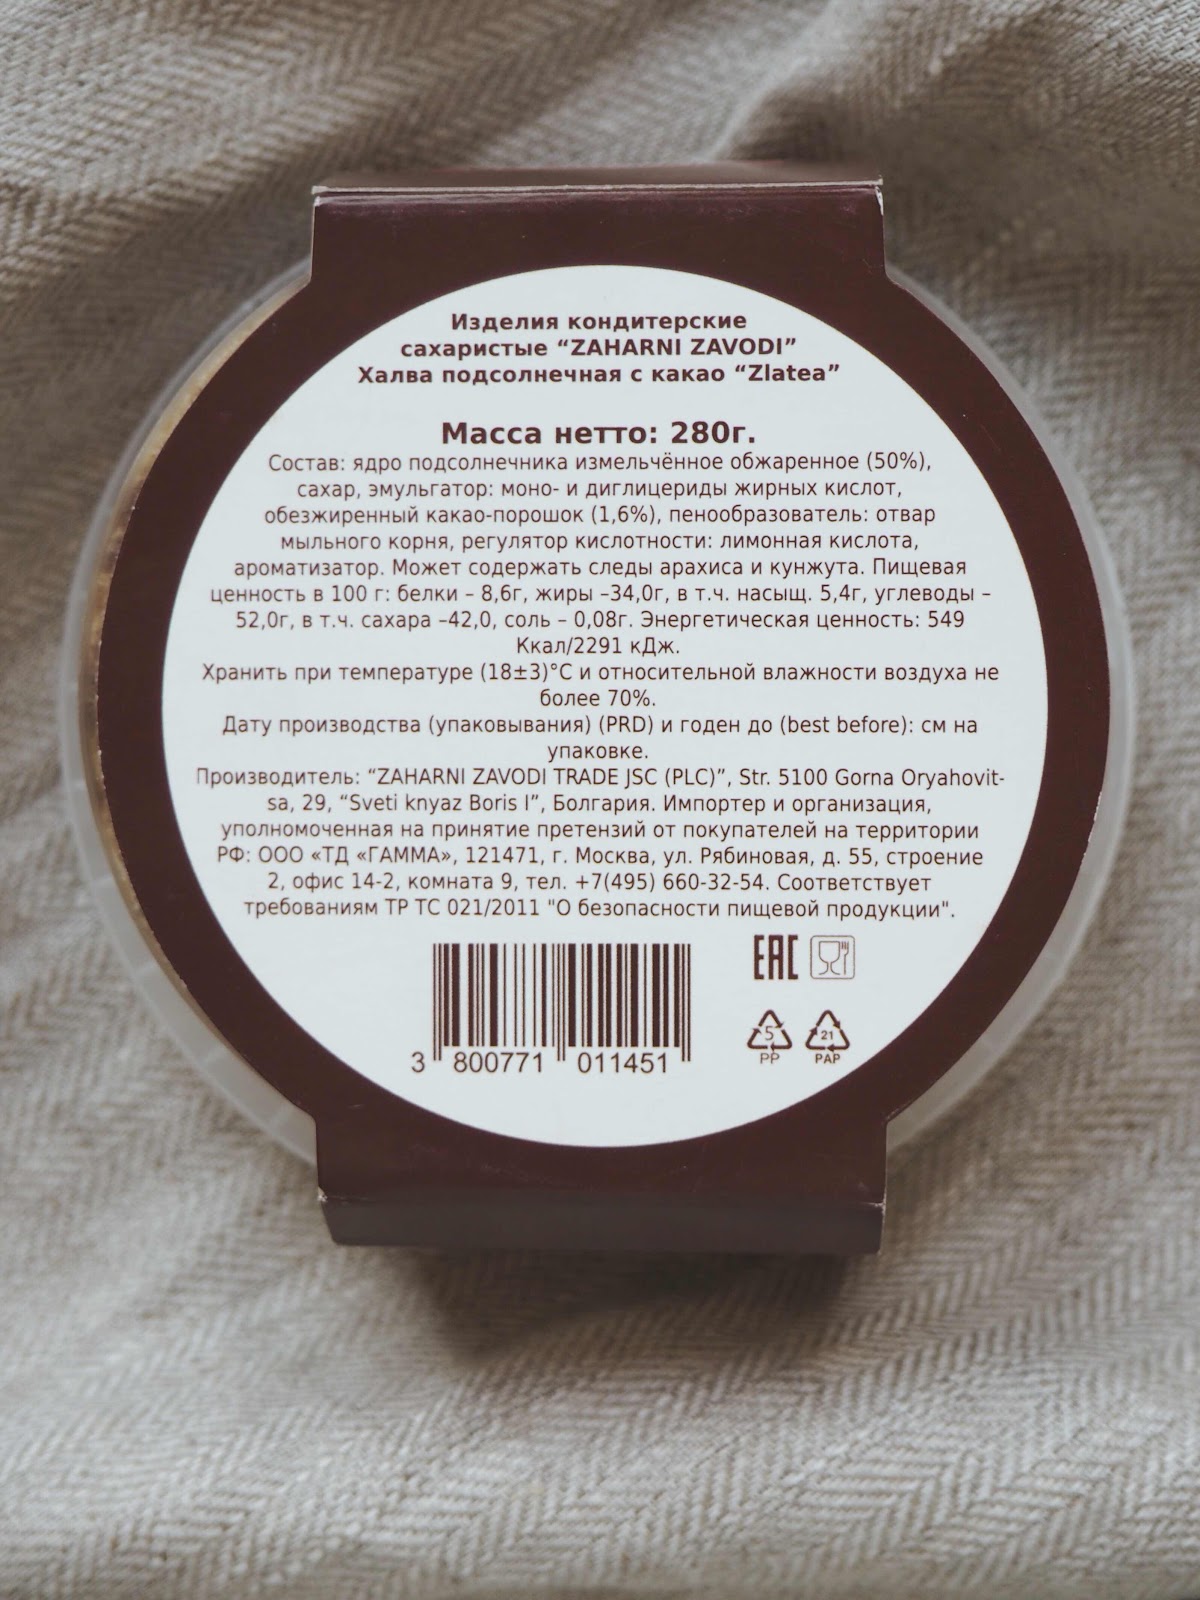 Изделия кондитерские
сахаристые “ZAHARNI ZAVODI”
Халва подсолнечная с какао “Zlatea”
Масса нетто: 280г.
Состав: ядро подсолнечника измельчённое обжаренное (50%),
сахар, эмульгатор: моно- и диглицериды жирных кислот,
обезжиренный какао-порошок (1,6%), пенообразователь: отвар
мыльного корня, регулятор кислотности: лимонная кислота,
ароматизатор. Может содержать следы арахиса и кунжута. Пищевая
ценность в 100 г: белки – 8,6г, жиры –34,0г, в т.ч. насыщ. 5,4г, углеводы –
52,0г, в т.ч. сахара –42,0, соль – 0,08г. Энергетическая ценность: 549
Ккал/2291 кДж.
Хранить при температуре (18±3)°С и относительной влажности воздуха не
более 70%.
Дату производства (упаковывания) (PRD) и годен до (best before): см на
упаковке.
Производитель: “ZAHARNI ZAVODI TRADE JSC (PLC)”, Str. 5100 Gorna Oryahovit-
sa, 29, “Sveti knyaz Boris I”, Болгария. Импортер и организация,
уполномоченная на принятие претензий от покупателей на территории
РФ: ООО «ТД «ГАММА», 121471, г. Москва, ул. Рябиновая, д. 55, строение
2, офис 14-2, комната 9, тел. +7(495) 660-32-54. Соответствует
требованиям ТР ТС 021/2011 "О безопасности пищевой продукции".
EAC
5 21
PP PAP
3 800771 011451